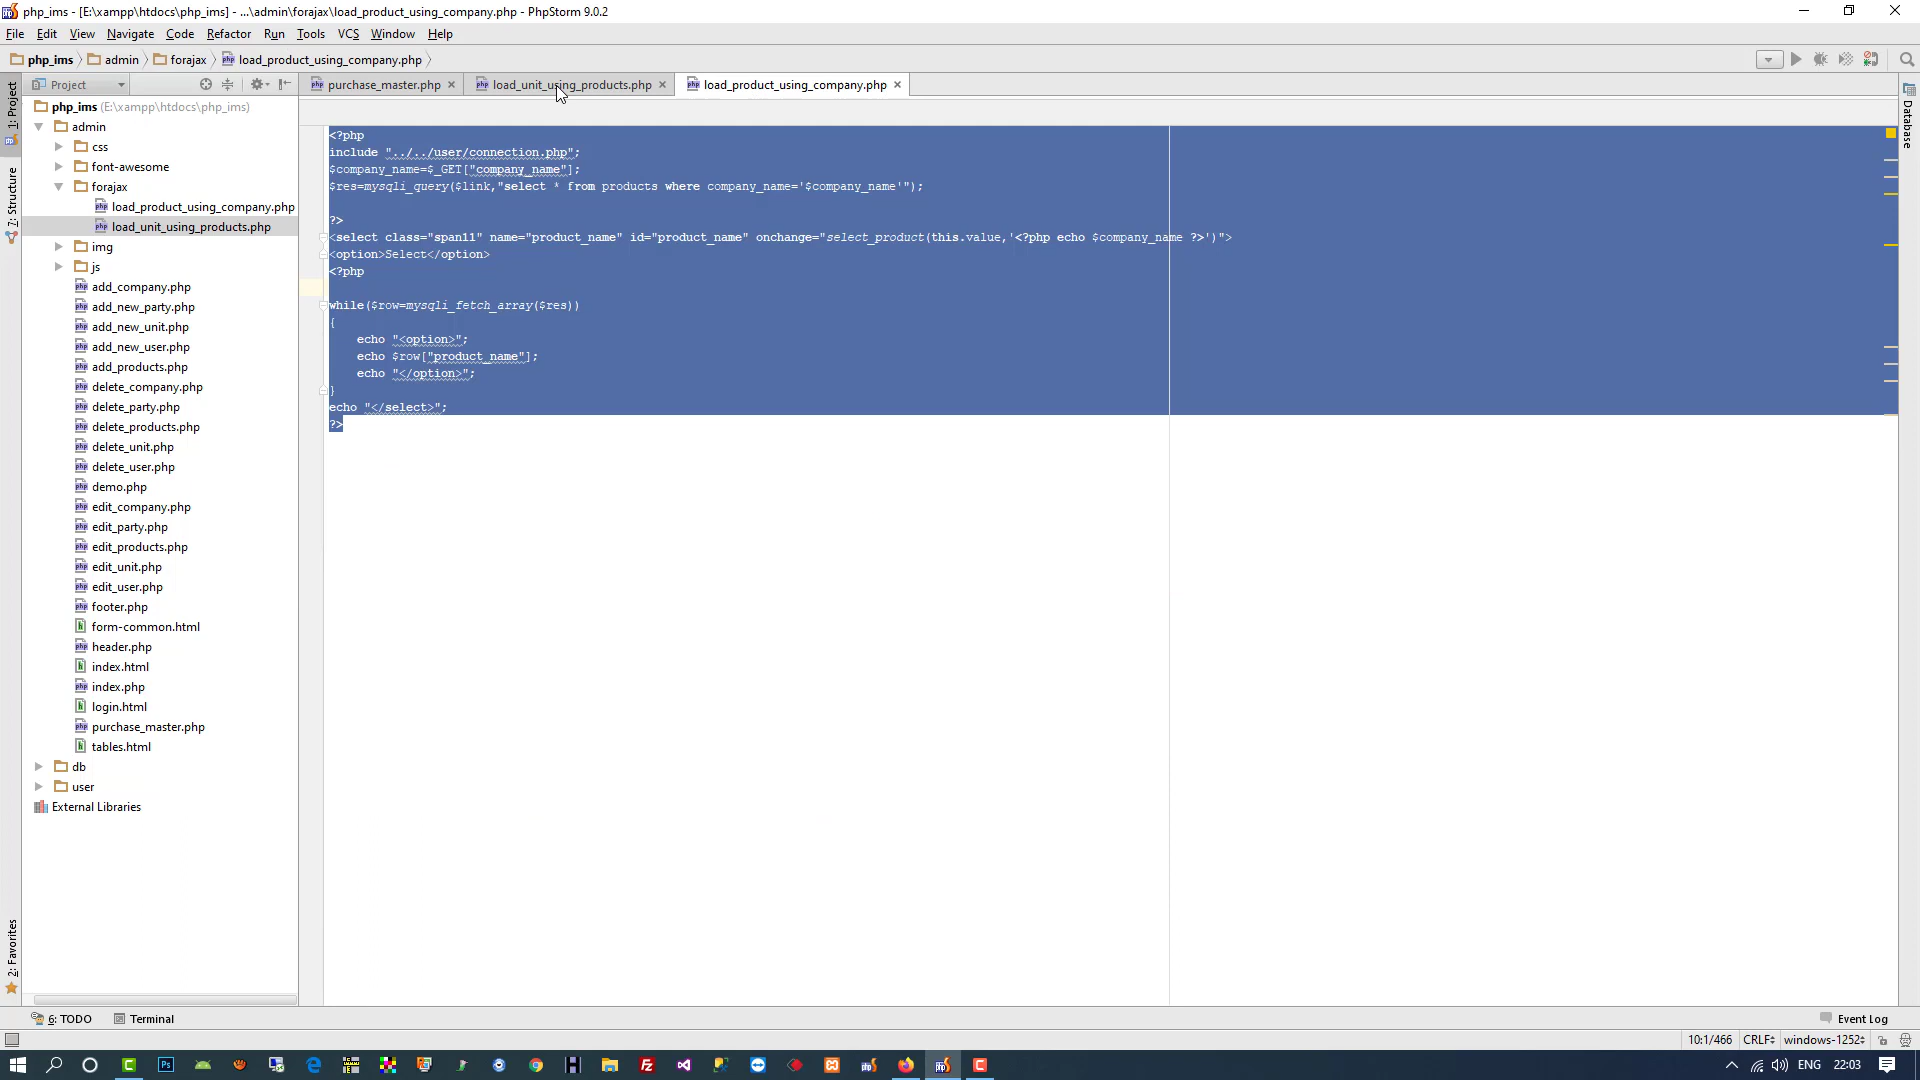 php_ims - [E:\xampp\htdocs\php_ims] - ...\admin\forajax\load_product_using_company.php - PhpStorm 9.0.2
File Edit View Navigate Code Refactor Run Tools VCS Window Help
php_ims admin forajax load_product_using_company.php
Project
purchase_master.php load_unit_using_products.php load_product_using_company.php
1: Project
7: Structure
2: Favorites
Database
php_ims (E:\xampp\htdocs\php_ims)
admin
css
font-awesome
forajax
load_product_using_company.php
load_unit_using_products.php
img
js
add_company.php
add_new_party.php
add_new_unit.php
add_new_user.php
add_products.php
delete_company.php
delete_party.php
delete_products.php
delete_unit.php
delete_user.php
demo.php
edit_company.php
edit_party.php
edit_products.php
edit_unit.php
edit_user.php
footer.php
form-common.html
header.php
index.html
index.php
login.html
purchase_master.php
tables.html
db
user
External Libraries
<?php
include "../../user/connection.php";
$company_name=$_GET["company_name"];
$res=mysqli_query($link,"select * from products where company_name='$company_name'");
?>
<select class="span11" name="product_name" id="product_name" onchange="select_product(this.value,'<?php echo $company_name ?>')">
<option>Select</option>
<?php
while($row=mysqli_fetch_array($res))
{
echo "<option>";
echo $row["product_name"];
echo "</option>";
}
echo "</select>";
?>
6: TODO Terminal Event Log
10:1/466 CRLF windows-1252
ENG 22:03